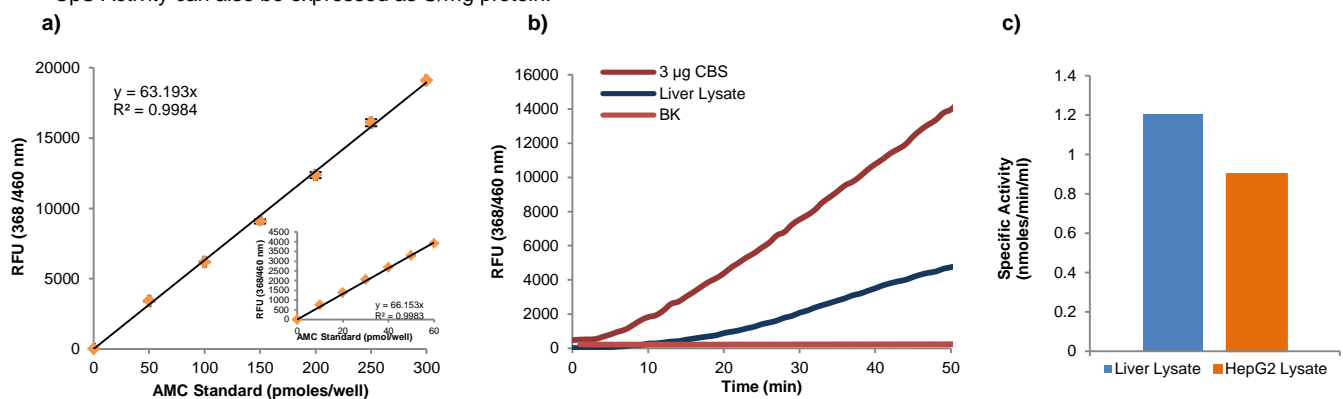 a)
b)
c)
y = 63.193x
R² = 0.9984
RFU (368 /460 nm)
20000
15000
10000
5000
0
0 50 100 150 200 250 300
AMC Standard (pmoles/well)
RFU (368/460 nm)
4500
4000
3500
3000
2500
2000
1500
1000
500
0
y = 66.153x
R² = 0.9983
0 20 40 60
AMC Standard (pmol/well)
3 µg CBS
Liver Lysate
BK
RFU (368/460 nm)
16000
14000
12000
10000
8000
6000
4000
2000
0
0 10 20 30 40 50
Time (min)
Specific Activity
(nmoles/min/ml)
1.4
1.2
1
0.8
0.6
0.4
0.2
0
Liver Lysate HepG2 Lysate